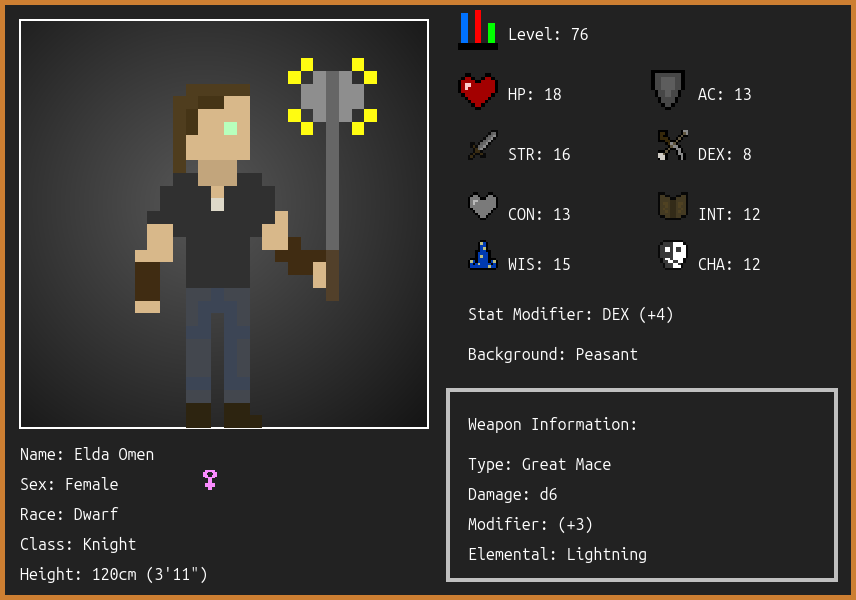 Level: 76
HP: 18
AC: 13
STR: 16
DEX: 8
CON: 13
INT: 12
WIS: 15
CHA: 12
Stat Modifier: DEX (+4)
Background: Peasant
Weapon Information:
Type: Great Mace
Damage: d6
Modifier: (+3)
Elemental: Lightning
Name: Elda Omen
Sex: Female
Race: Dwarf
Class: Knight
Height: 120cm (3'11")